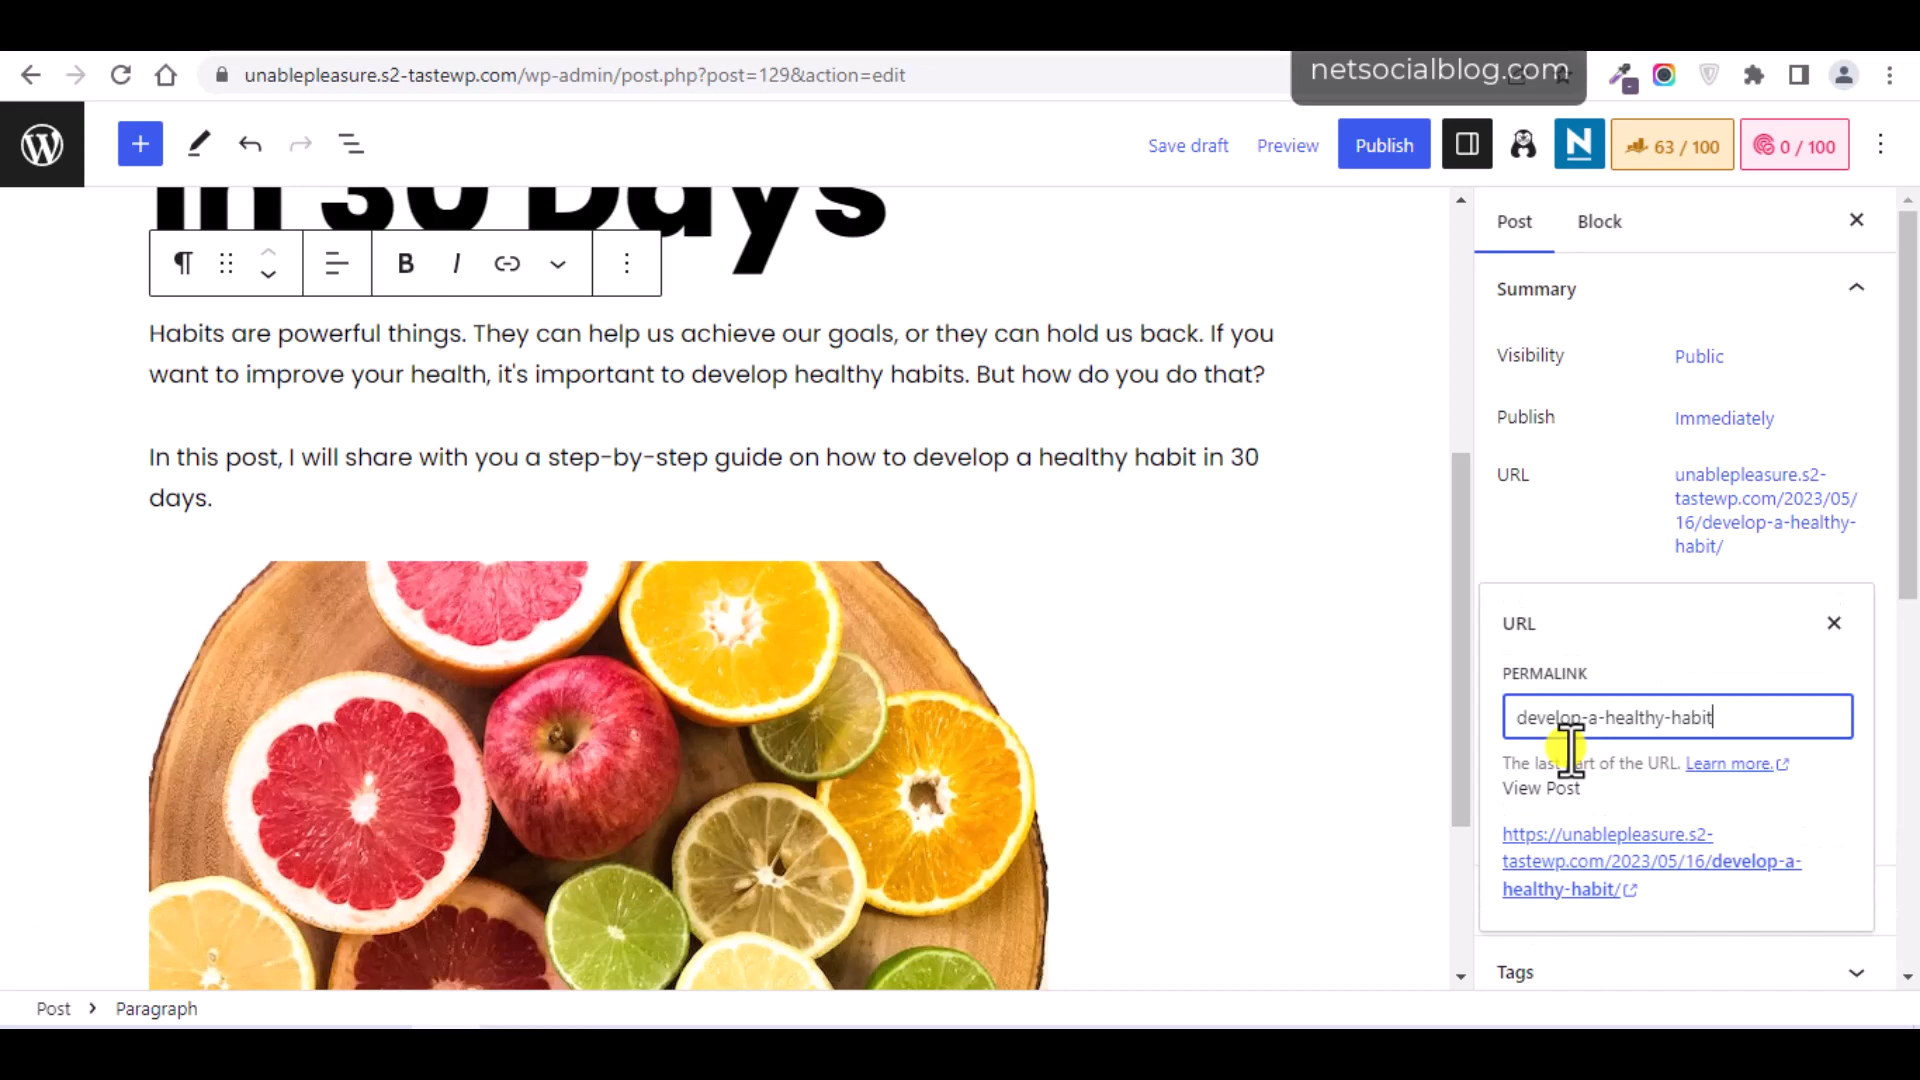 unablepleasure.s2-tastewp.com/wp-admin/post.php?post=129&action=edit
netsocialblog.com
Save draft
Preview
Publish
N
63 / 100
0 / 100
in 30 Days
B
I
Habits are powerful things. They can help us achieve our goals, or they can hold us back. If you
want to improve your health, it's important to develop healthy habits. But how do you do that?
In this post, I will share with you a step-by-step guide on how to develop a healthy habit in 30
days.
Post
Block
Summary
Visibility
Public
Publish
Immediately
URL
unablepleasure.s2-
tastewp.com/2023/05/
16/develop-a-healthy-
habit/
URL
PERMALINK
develop-a-healthy-habit
The last part of the URL. Learn more.
View Post
https://unablepleasure.s2-
tastewp.com/2023/05/16/develop-a-
healthy-habit/
Tags
Post
Paragraph